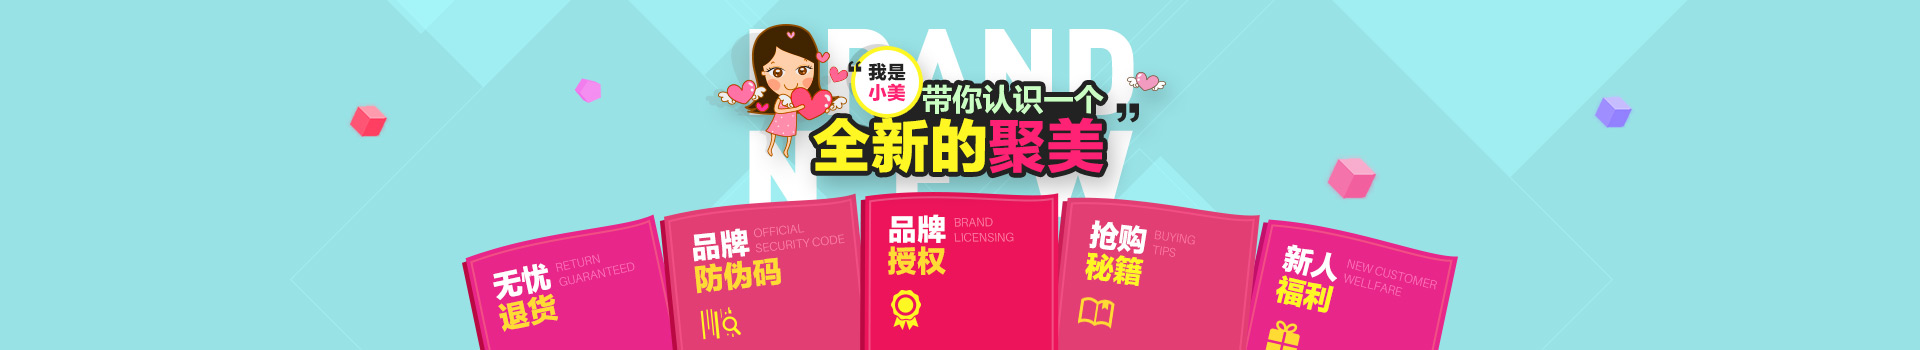 BRAND
NEW
“我是
小美
带你认识一个
全新的聚美”
无忧
退货
RETURN
GUARANTEED
品牌
防伪码
OFFICIAL
SECURITY CODE
品牌
授权
BRAND
LICENSING
抢购
秘籍
BUYING
TIPS
新人
福利
NEW CUSTOMER
WELLFARE